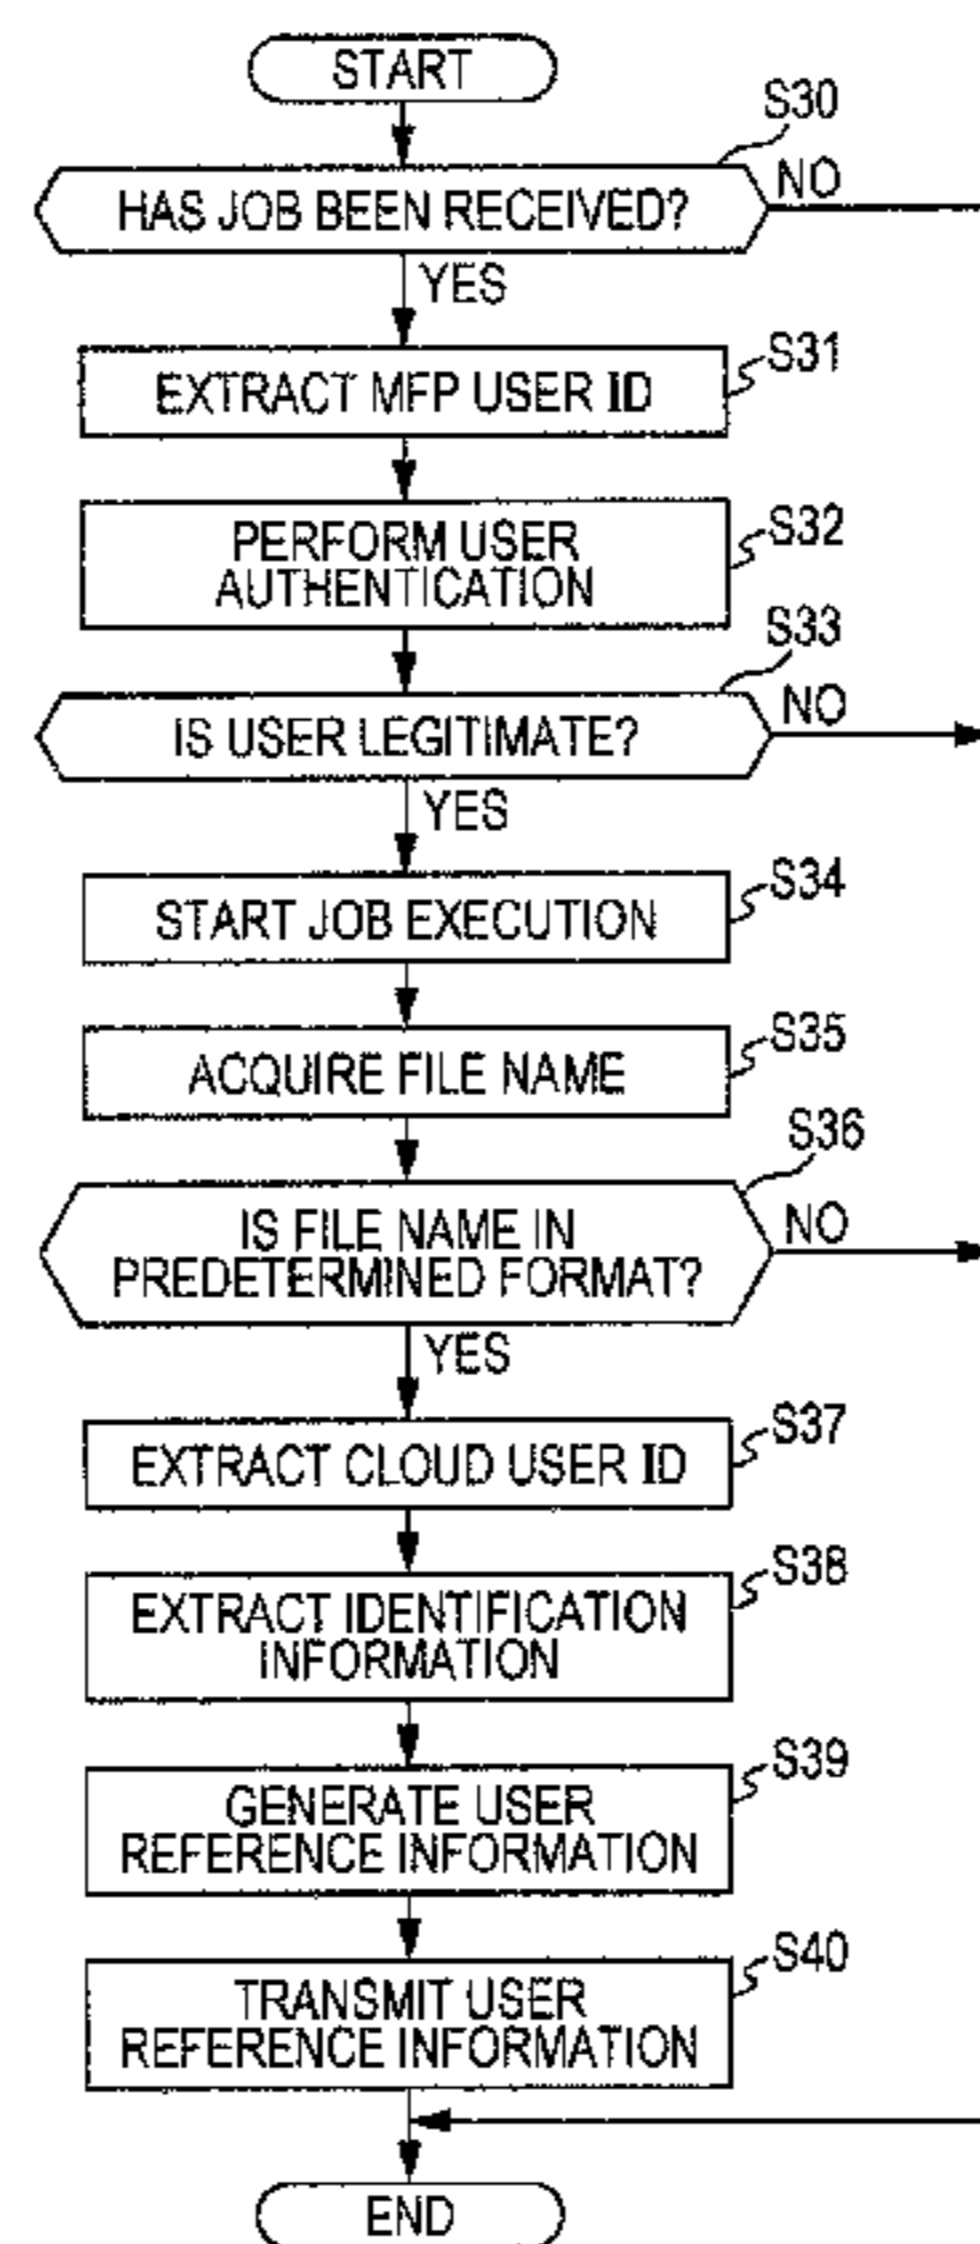 START
S30
HAS JOB BEEN RECEIVED?
NO
YES
S31
EXTRACT MFP USER ID
S32
PERFORM USER
AUTHENTICATION
S33
IS USER LEGITIMATE?
NO
YES
S34
START JOB EXECUTION
S35
ACQUIRE FILE NAME
S36
IS FILE NAME IN
PREDETERMINED FORMAT?
NO
YES
S37
EXTRACT CLOUD USER ID
S38
EXTRACT IDENTIFICATION
INFORMATION
S39
GENERATE USER
REFERENCE INFORMATION
S40
TRANSMIT USER
REFERENCE INFORMATION
END